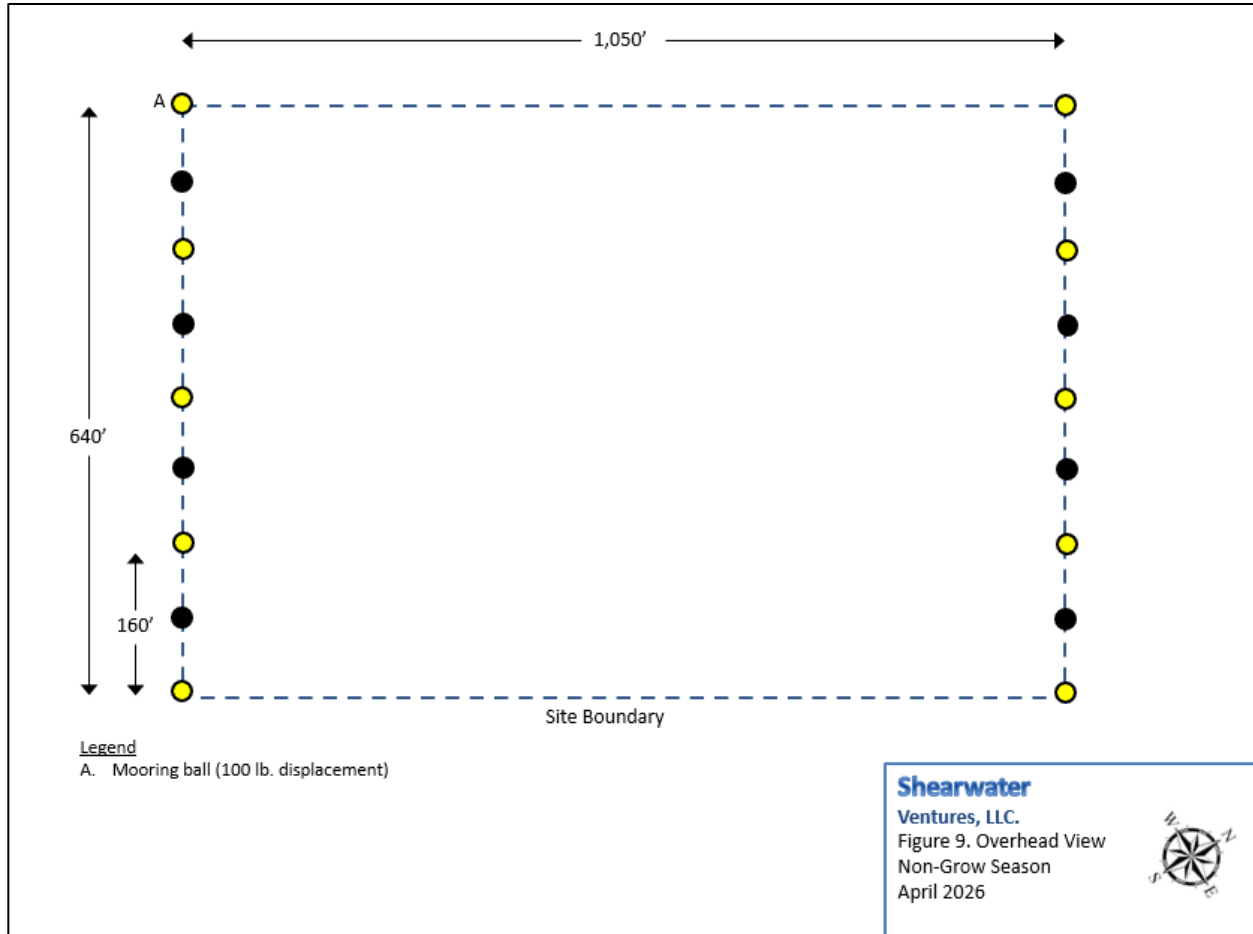 1,050’
A
640’
160’
Site Boundary
Legend
A. Mooring ball (100 lb. displacement)
Shearwater
Ventures, LLC.
Figure 9. Overhead View
Non-Grow Season
April 2026
W N
S E